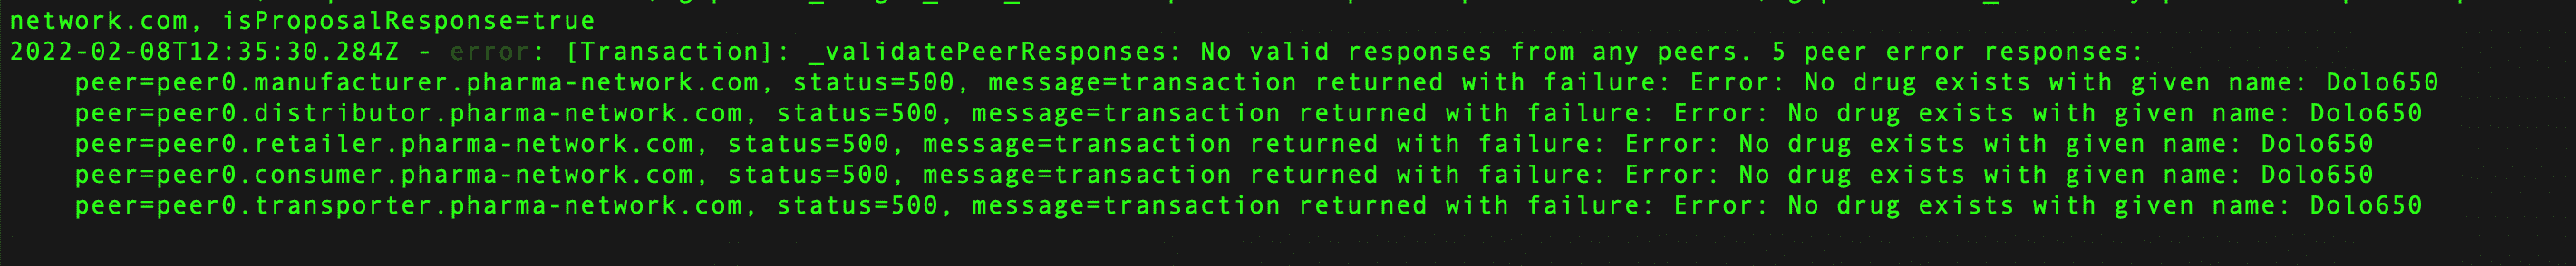 network.com, isProposalResponse=true
2022-02-08T12:35:30.284Z - error: [Transaction]: _validatePeerResponses: No valid responses from any peers. 5 peer error responses:
    peer=peer0.manufacturer.pharma-network.com, status=500, message=transaction returned with failure: Error: No drug exists with given name: Dolo650
    peer=peer0.distributor.pharma-network.com, status=500, message=transaction returned with failure: Error: No drug exists with given name: Dolo650
    peer=peer0.retailer.pharma-network.com, status=500, message=transaction returned with failure: Error: No drug exists with given name: Dolo650
    peer=peer0.consumer.pharma-network.com, status=500, message=transaction returned with failure: Error: No drug exists with given name: Dolo650
    peer=peer0.transporter.pharma-network.com, status=500, message=transaction returned with failure: Error: No drug exists with given name: Dolo650